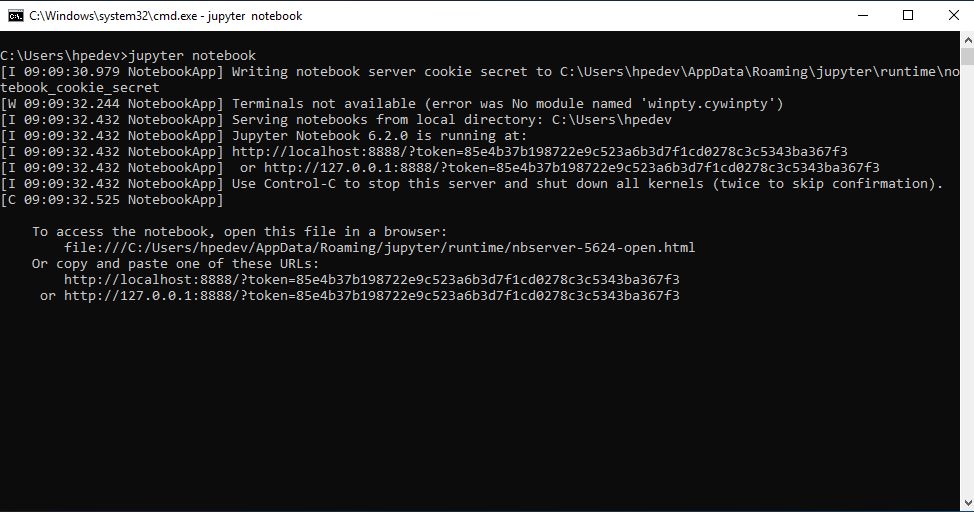 C:\Windows\system32\cmd.exe - jupyter  notebook
C:\Users\hpedev>jupyter notebook
[I 09:09:30.979 NotebookApp] Writing notebook server cookie secret to C:\Users\hpedev\AppData\Roaming\jupyter\runtime\no
tebook_cookie_secret
[W 09:09:32.244 NotebookApp] Terminals not available (error was No module named 'winpty.cywinpty')
[I 09:09:32.432 NotebookApp] Serving notebooks from local directory: C:\Users\hpedev
[I 09:09:32.432 NotebookApp] Jupyter Notebook 6.2.0 is running at:
[I 09:09:32.432 NotebookApp] http://localhost:8888/?token=85e4b37b198722e9c523a6b3d7f1cd0278c3c5343ba367f3
[I 09:09:32.432 NotebookApp]  or http://127.0.0.1:8888/?token=85e4b37b198722e9c523a6b3d7f1cd0278c3c5343ba367f3
[I 09:09:32.432 NotebookApp] Use Control-C to stop this server and shut down all kernels (twice to skip confirmation).
[C 09:09:32.525 NotebookApp]
    To access the notebook, open this file in a browser:
        file:///C:/Users/hpedev/AppData/Roaming/jupyter/runtime/nbserver-5624-open.html
    Or copy and paste one of these URLs:
        http://localhost:8888/?token=85e4b37b198722e9c523a6b3d7f1cd0278c3c5343ba367f3
     or http://127.0.0.1:8888/?token=85e4b37b198722e9c523a6b3d7f1cd0278c3c5343ba367f3